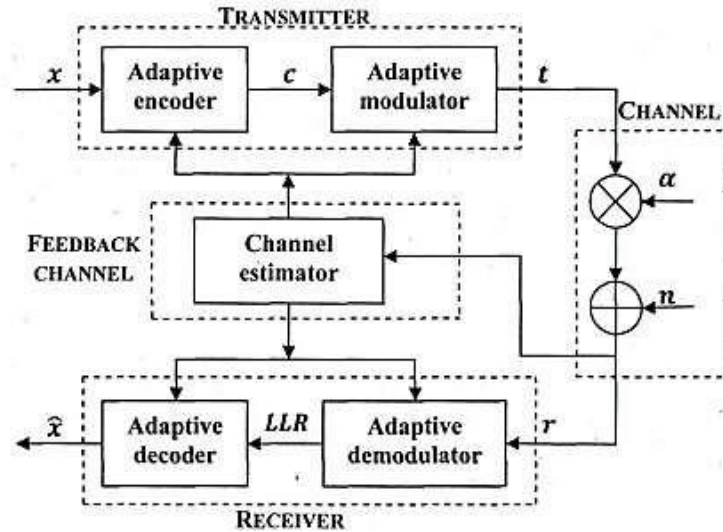 TRANSMITTER
x
Adaptive
encoder
c
Adaptive
modulator
t
CHANNEL
α
n
FEEDBACK
CHANNEL
Channel
estimator
x̂
Adaptive
decoder
LLR
Adaptive
demodulator
r
RECEIVER